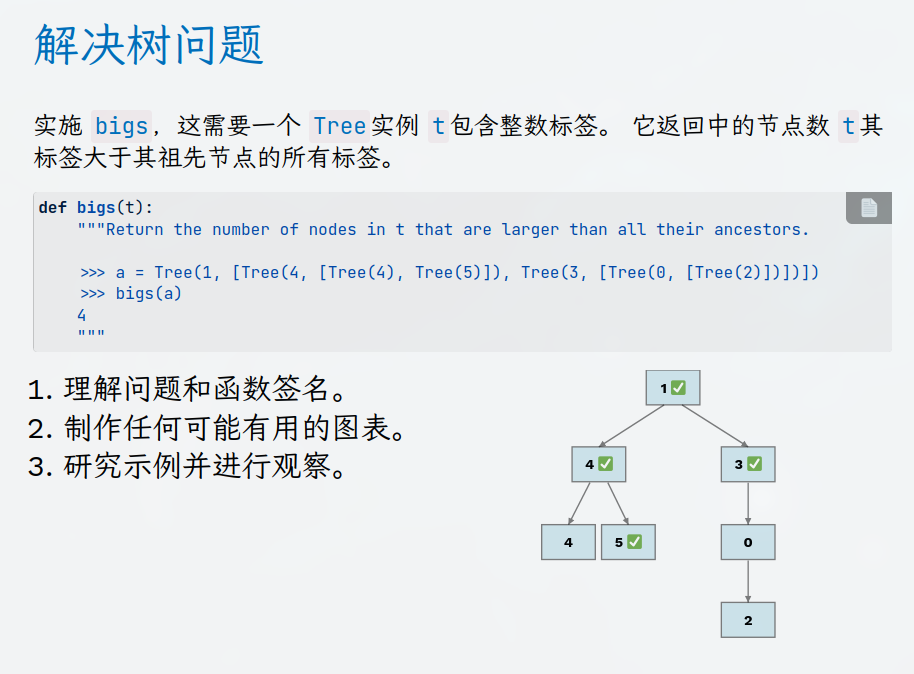 解决树问题
实施 bigs，这需要一个 Tree实例 t包含整数标签。 它返回中的节点数 t其
标签大于其祖先节点的所有标签。
def bigs(t):
"""Return the number of nodes in t that are larger than all their ancestors.
>>> a = Tree(1, [Tree(4, [Tree(4), Tree(5)]), Tree(3, [Tree(0, [Tree(2)])])])
>>> bigs(a)
4
"""
1. 理解问题和函数签名。
2. 制作任何可能有用的图表。
3. 研究示例并进行观察。
1 ✅
4 ✅
3 ✅
4
5 ✅
0
2